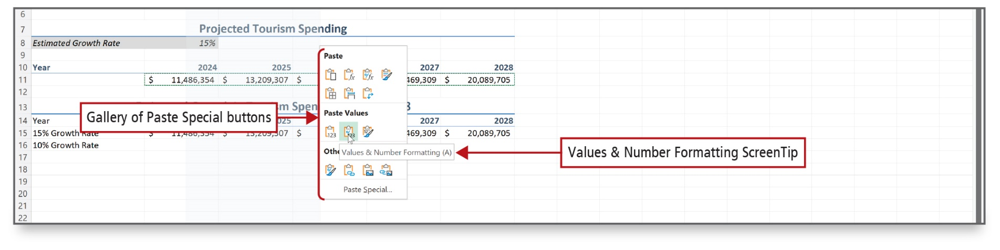 6
7 Projected Tourism Spending
8 Estimated Growth Rate 15%
9
10 Year 2024 2025 2027 2028
11 $ 11,486,354 $ 13,209,307 $ 469,309 $ 20,089,705
12
13 Spen
14 Year 2028
15 15% Growth Rate $ 11,486,354 $ 13,209,307 $ 469,309 $ 20,089,705
16 10% Growth Rate
17
18
19
20
21
22
2027
Paste
Paste Values
Values & Number Formatting (A)
Paste Special...
Gallery of Paste Special buttons
Values & Number Formatting ScreenTip